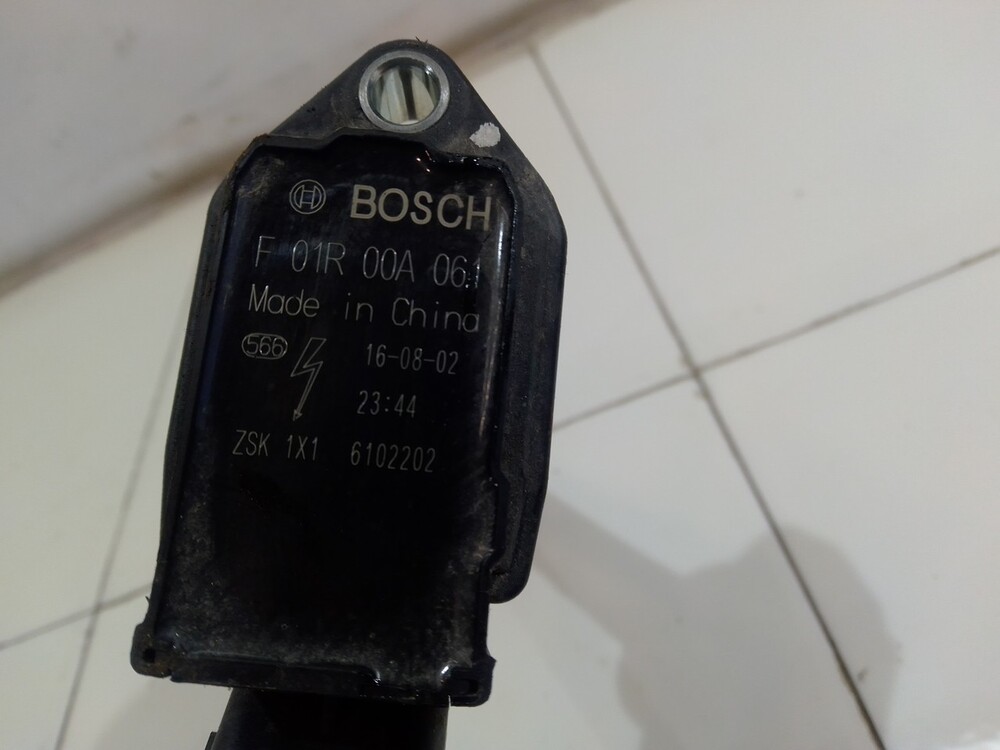 BOSCH
F 01R 00A 061
Made in China
566
16-08-02
23:44
ZSK 1X1 6102202